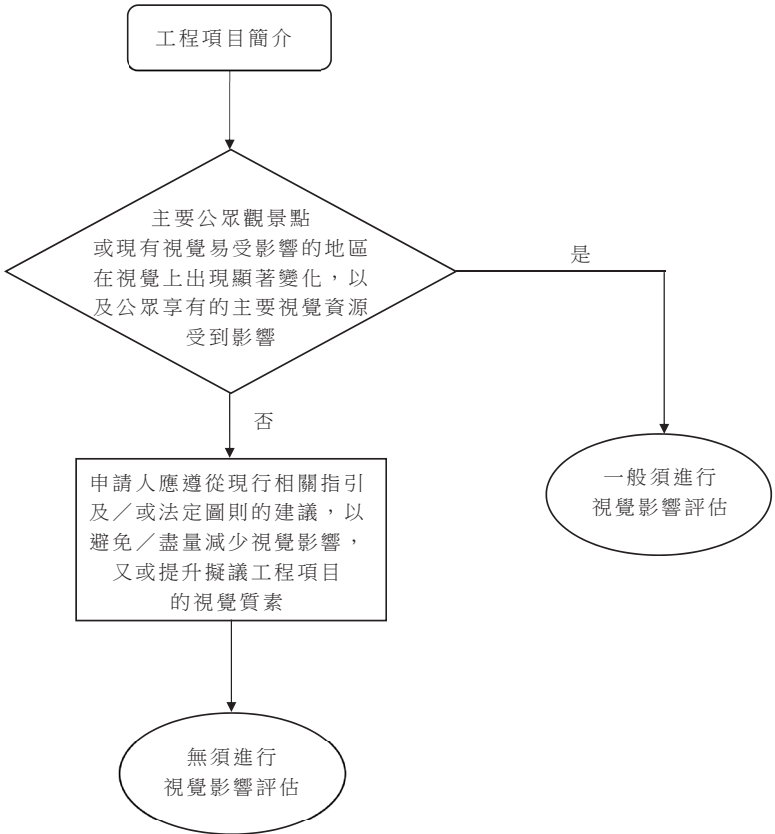 工程項目簡介
主要公眾觀景點
或現有視覺易受影響的地區
在視覺上出現顯著變化，以
及公眾享有的主要視覺資源
受到影響
是
否
一般須進行
視覺影響評估
申請人應遵從現行相關指引
及／或法定圖則的建議，以
避免／盡量減少視覺影響，
又或提升擬議工程項目
的視覺質素
無須進行
視覺影響評估